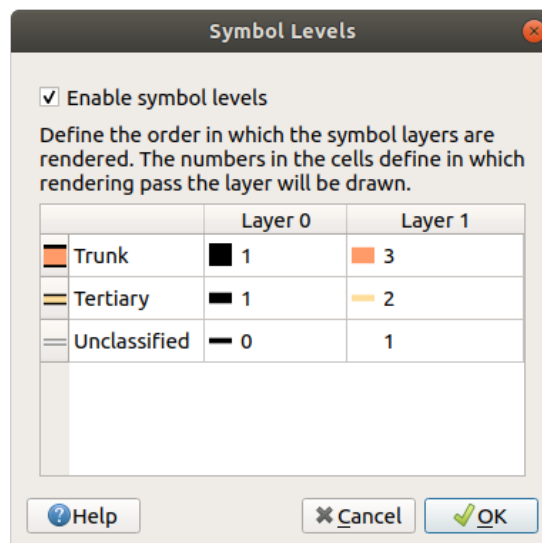 Symbol Levels
Enable symbol levels
Define the order in which the symbol layers are
rendered. The numbers in the cells define in which
rendering pass the layer will be drawn.
Layer 0 Layer 1
Trunk 1 3
Tertiary 1 2
Unclassified 0 1
Help Cancel OK